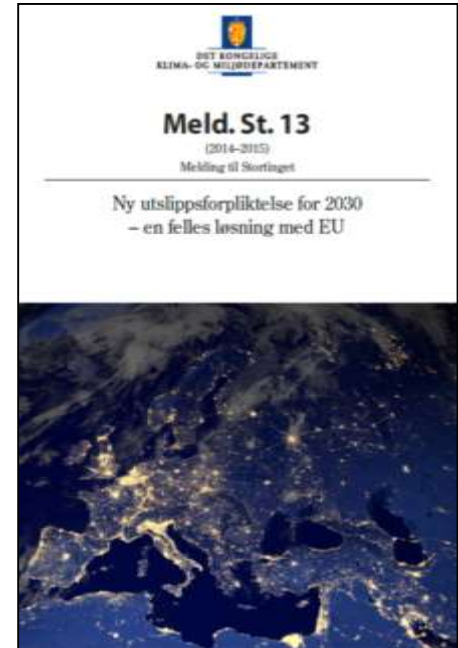 DET KONGELIGE
KLIMA- OG MILJØDEPARTEMENT
Meld. St. 13
(2014–2015)
Melding til Stortinget
Ny utslippsforpliktelse for 2030
– en felles løsning med EU